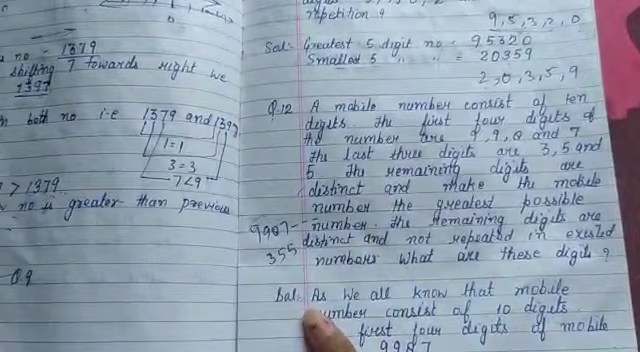 no - 1379
shifting 7 towards right we
1397
both no i.e 1379 and 1397
1 = 1
3 = 3
7 < 9
7 1379
no is greater than previous
Q.9
repetition ?
9,5,3,2,0
Sol:- Greatest 5 digit no = 95320
Smallest 5 " " = 20359
2,0,3,5,9
Q.12 A mobile number consist of ten
digits. The first four digits of
the number are 9,9,8 and 7
The last three digits are 3,5 and
5 The remaining digits are
distinct and make the mobile
number the greatest possible
number. The remaining digits are
distinct and not repeated in existed
numbers What are these digits ?
9987-
355
Sol:- As we all know that mobile
number consist of 10 digits.
first four digits of mobile
9987